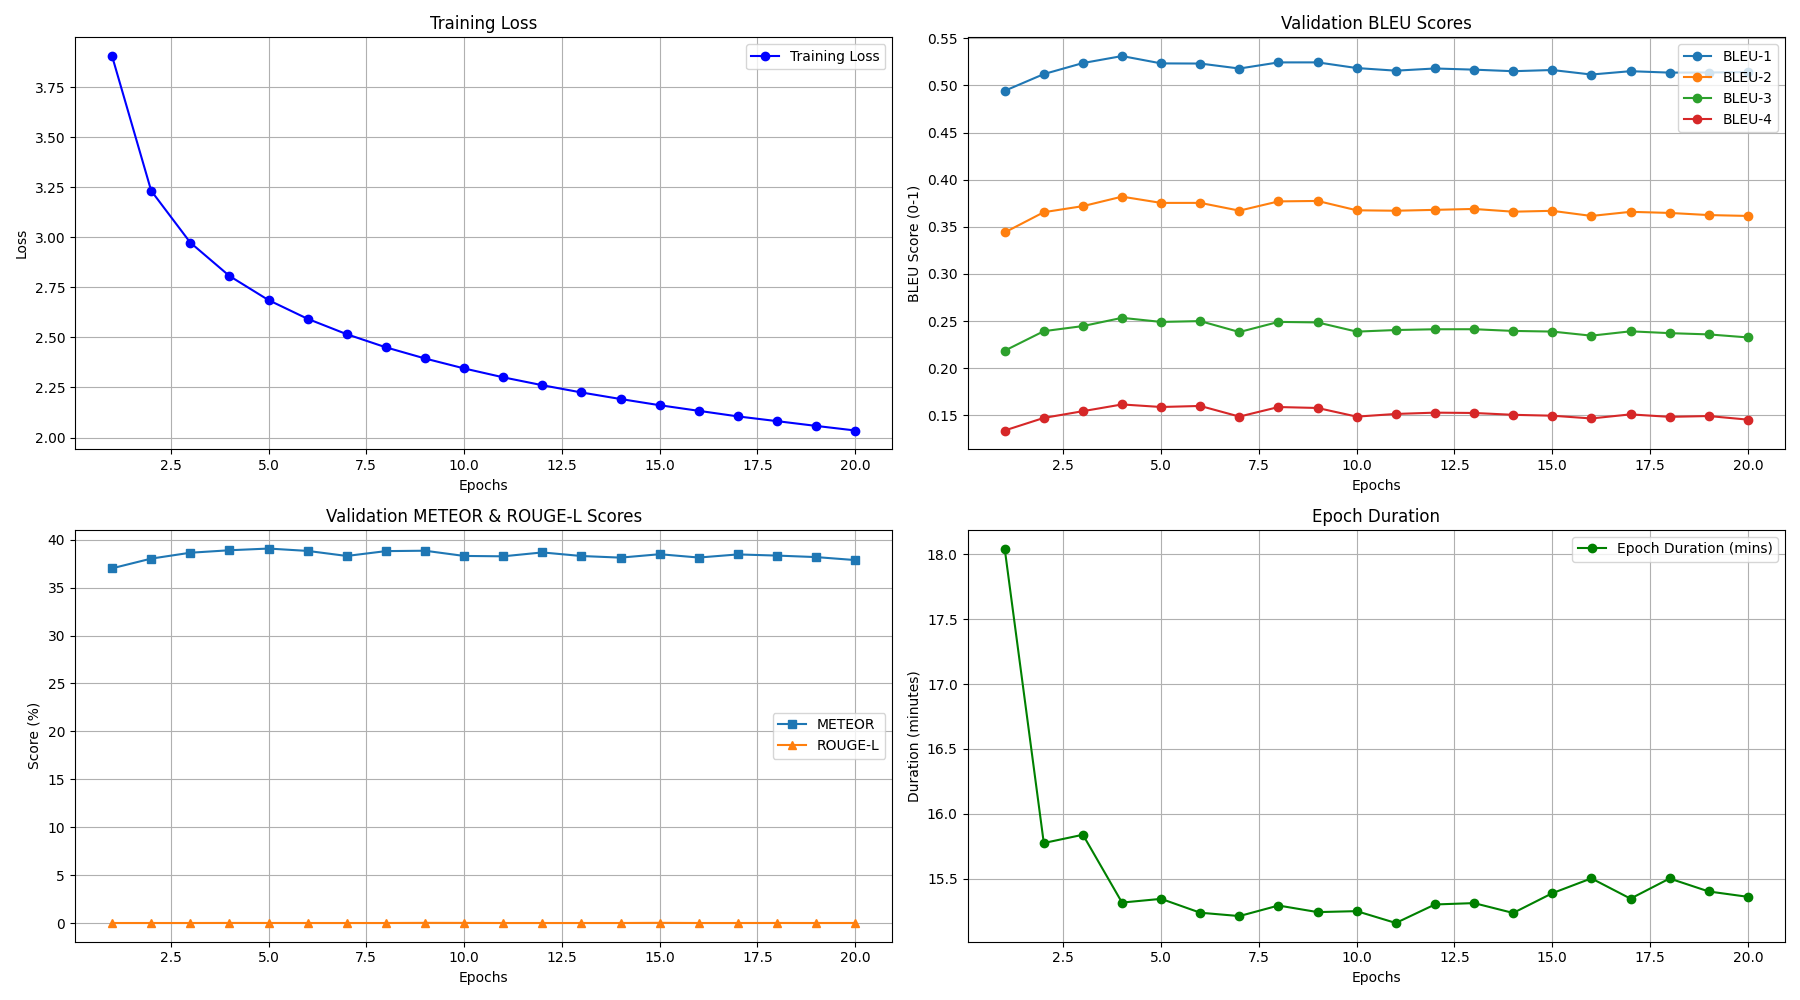 Training Loss
Training Loss
Loss
3.75
3.50
3.25
3.00
2.75
2.50
2.25
2.00
2.5 5.0 7.5 10.0 12.5 15.0 17.5 20.0
Epochs
Validation BLEU Scores
BLEU-1
BLEU-2
BLEU-3
BLEU-4
BLEU Score (0-1)
0.55
0.50
0.45
0.40
0.35
0.30
0.25
0.20
0.15
2.5 5.0 7.5 10.0 12.5 15.0 17.5 20.0
Epochs
Validation METEOR & ROUGE-L Scores
METEOR
ROUGE-L
Score (%)
40
35
30
25
20
15
10
5
0
2.5 5.0 7.5 10.0 12.5 15.0 17.5 20.0
Epochs
Epoch Duration
Epoch Duration (mins)
Duration (minutes)
18.0
17.5
17.0
16.5
16.0
15.5
2.5 5.0 7.5 10.0 12.5 15.0 17.5 20.0
Epochs